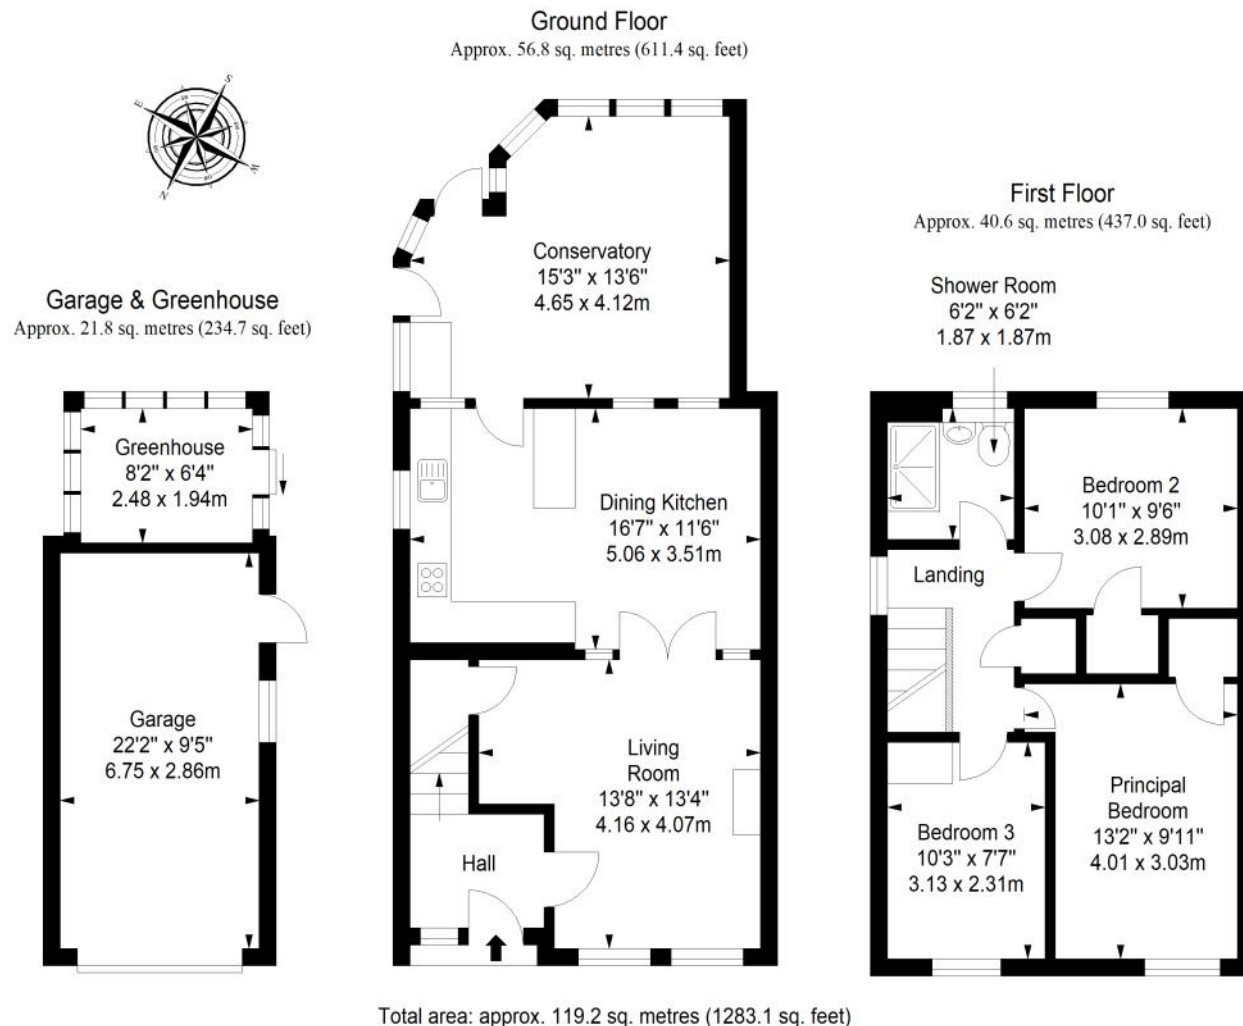 Ground Floor
Approx. 56.8 sq. metres (611.4 sq. feet)
S
E
W
N
First Floor
Approx. 40.6 sq. metres (437.0 sq. feet)
Garage & Greenhouse
Approx. 21.8 sq. metres (234.7 sq. feet)
Conservatory
15'3" x 13'6"
4.65 x 4.12m
Shower Room
6'2" x 6'2"
1.87 x 1.87m
Greenhouse
8'2" x 6'4"
2.48 x 1.94m
Dining Kitchen
16'7" x 11'6"
5.06 x 3.51m
Bedroom 2
10'1" x 9'6"
3.08 x 2.89m
Landing
Garage
22'2" x 9'5"
6.75 x 2.86m
Living
Room
13'8" x 13'4"
4.16 x 4.07m
Hall
Principal
Bedroom
13'2" x 9'11"
4.01 x 3.03m
Bedroom 3
10'3" x 7'7"
3.13 x 2.31m
Total area: approx. 119.2 sq. metres (1283.1 sq. feet)